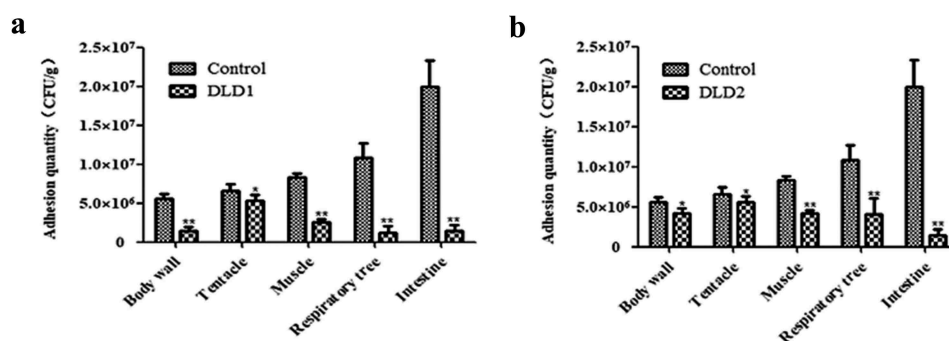 a
Adhesion quantity (CFU/g)
2.5×10⁷
2.0×10⁷
1.5×10⁷
1.0×10⁷
5.0×10⁶
0
Control
DLD1
**
*
**
**
**
Body wall
Tentacle
Muscle
Respiratory tree
Intestine
b
Adhesion quantity (CFU/g)
2.5×10⁷
2.0×10⁷
1.5×10⁷
1.0×10⁷
5.0×10⁶
0
Control
DLD2
*
*
**
**
**
Body wall
Tentacle
Muscle
Respiratory tree
Intestine